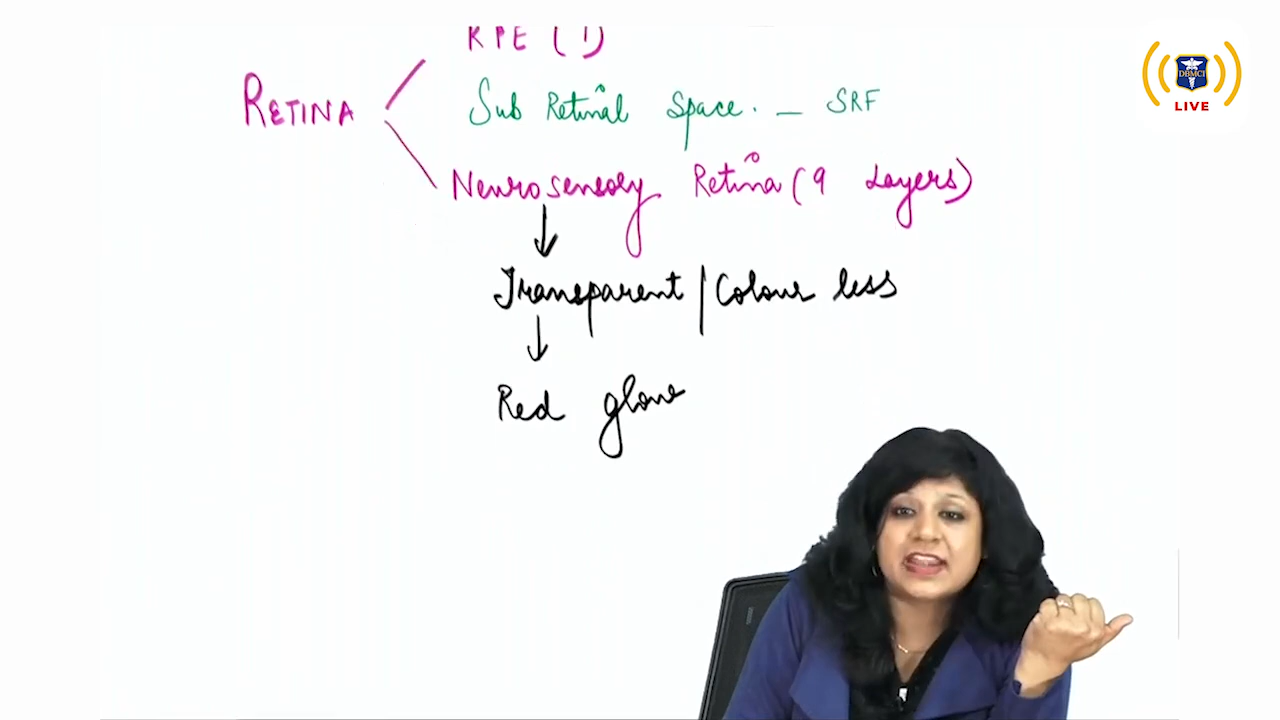 RPE (1)
RETINA
Sub Retinal Space. – SRF
Neurosensory Retina (9 Layers)
↓
Transparent / Colour less
↓
Red glow
DBMCI
LIVE